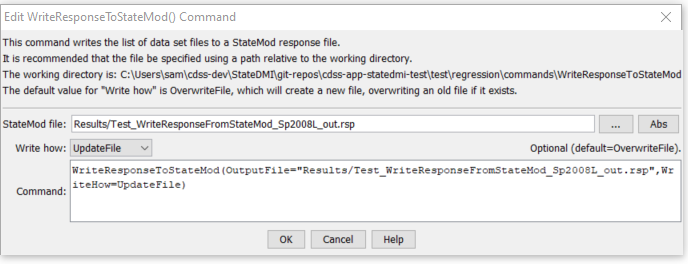 Edit WriteResponseToStateMod() Command
This command writes the list of data set files to a StateMod response file.
It is recommended that the file be specified using a path relative to the working directory.
The working directory is: C:\Users\sam\cdss-dev\StateDMI\git-repos\cdss-app-statedmi-test\test\regression\commands\WriteResponseToStateMod
The default value for "Write how" is OverwriteFile, which will create a new file, overwriting an old file if it exists.
StateMod file: Results/Test_WriteResponseFromStateMod_Sp2008L_out.rsp ... Abs
Write how: UpdateFile Optional (default=OverwriteFile).
Command: WriteResponseToStateMod(OutputFile="Results/Test_WriteResponseFromStateMod_Sp2008L_out.rsp",Wr
iteHow=UpdateFile)
OK Cancel Help